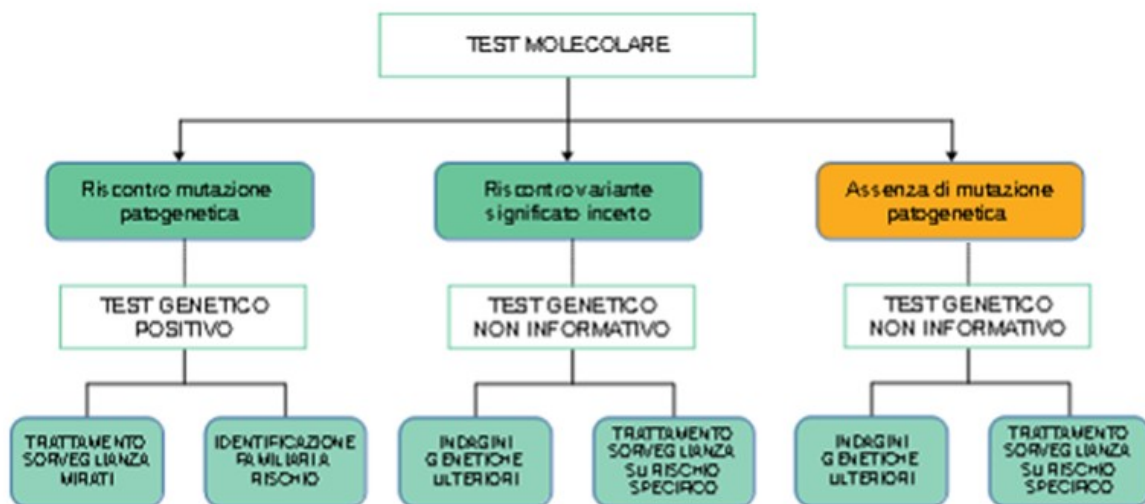 TEST MOLECOLARE
Riscontro mutazione
patogenetica
Riscontro variante
significato incerto
Assenza di mutazione
patogenetica
TEST GENETICO
POSITIVO
TEST GENETICO
NON INFORMATIVO
TEST GENETICO
NON INFORMATIVO
TRATTAMENTO
SORVEGLIANZA
MIRATI
IDENTIFICAZIONE
FAMILIARI A
RISCHIO
INDAGINI
GENETICHE
ULTERIORI
TRATTAMENTO
SORVEGLIANZA
SU RISCHIO
SPECIFICO
INDAGINI
GENETICHE
ULTERIORI
TRATTAMENTO
SORVEGLIANZA
SU RISCHIO
SPECIFICO